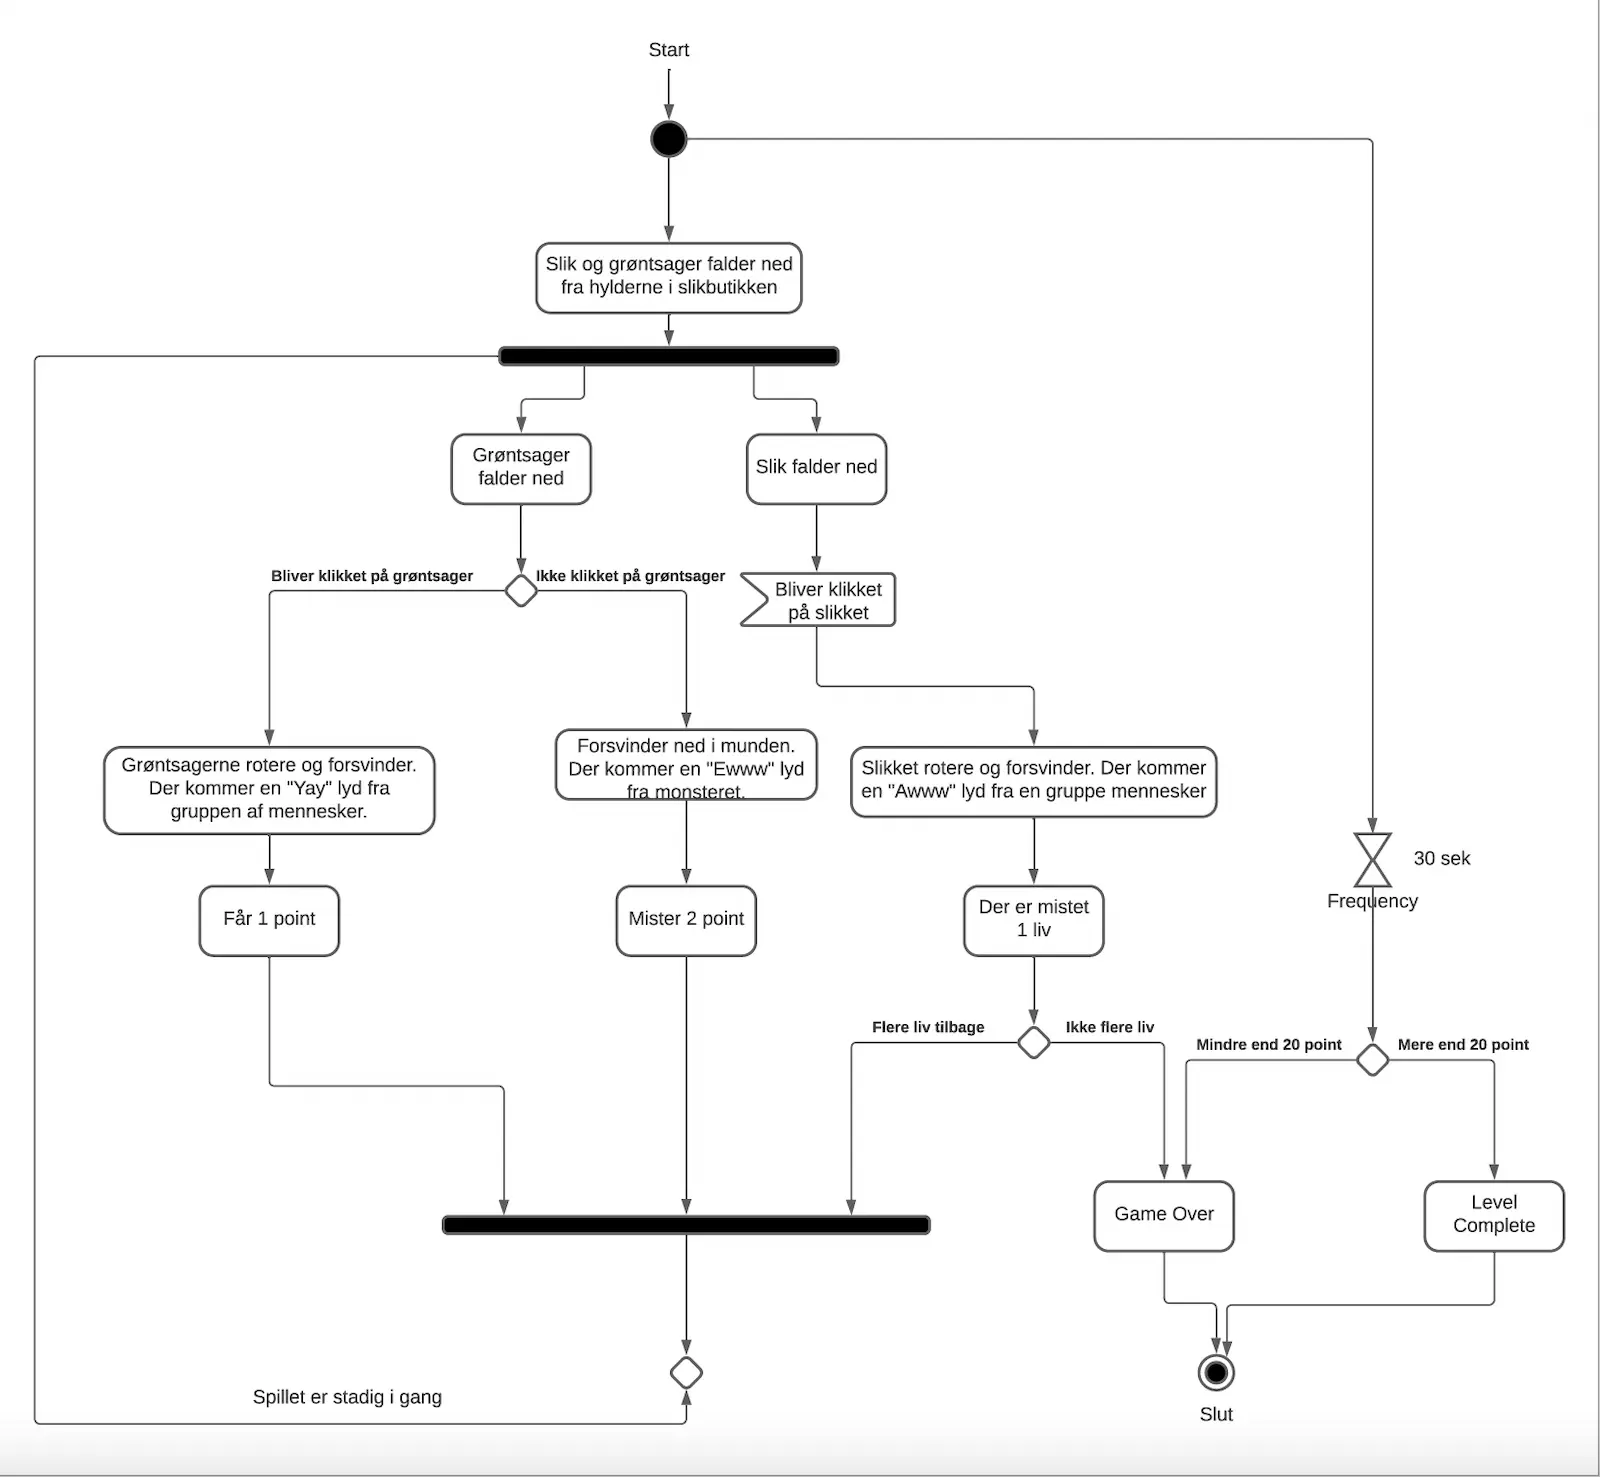 Start
Slik og grøntsager falder ned
fra hylderne i slikbutikken
Grøntsager
falder ned
Slik falder ned
Bliver klikket på grøntsager
Ikke klikket på grøntsager
Bliver klikket
på slikket
Grøntsagerne rotere og forsvinder.
Der kommer en "Yay" lyd fra
gruppen af mennesker.
Forsvinder ned i munden.
Der kommer en "Ewww" lyd
fra monsteret.
Slikket rotere og forsvinder. Der kommer
en "Awww" lyd fra en gruppe mennesker
30 sek
Frequency
Får 1 point
Mister 2 point
Der er mistet
1 liv
Flere liv tilbage
Ikke flere liv
Mindre end 20 point
Mere end 20 point
Game Over
Level
Complete
Spillet er stadig i gang
Slut